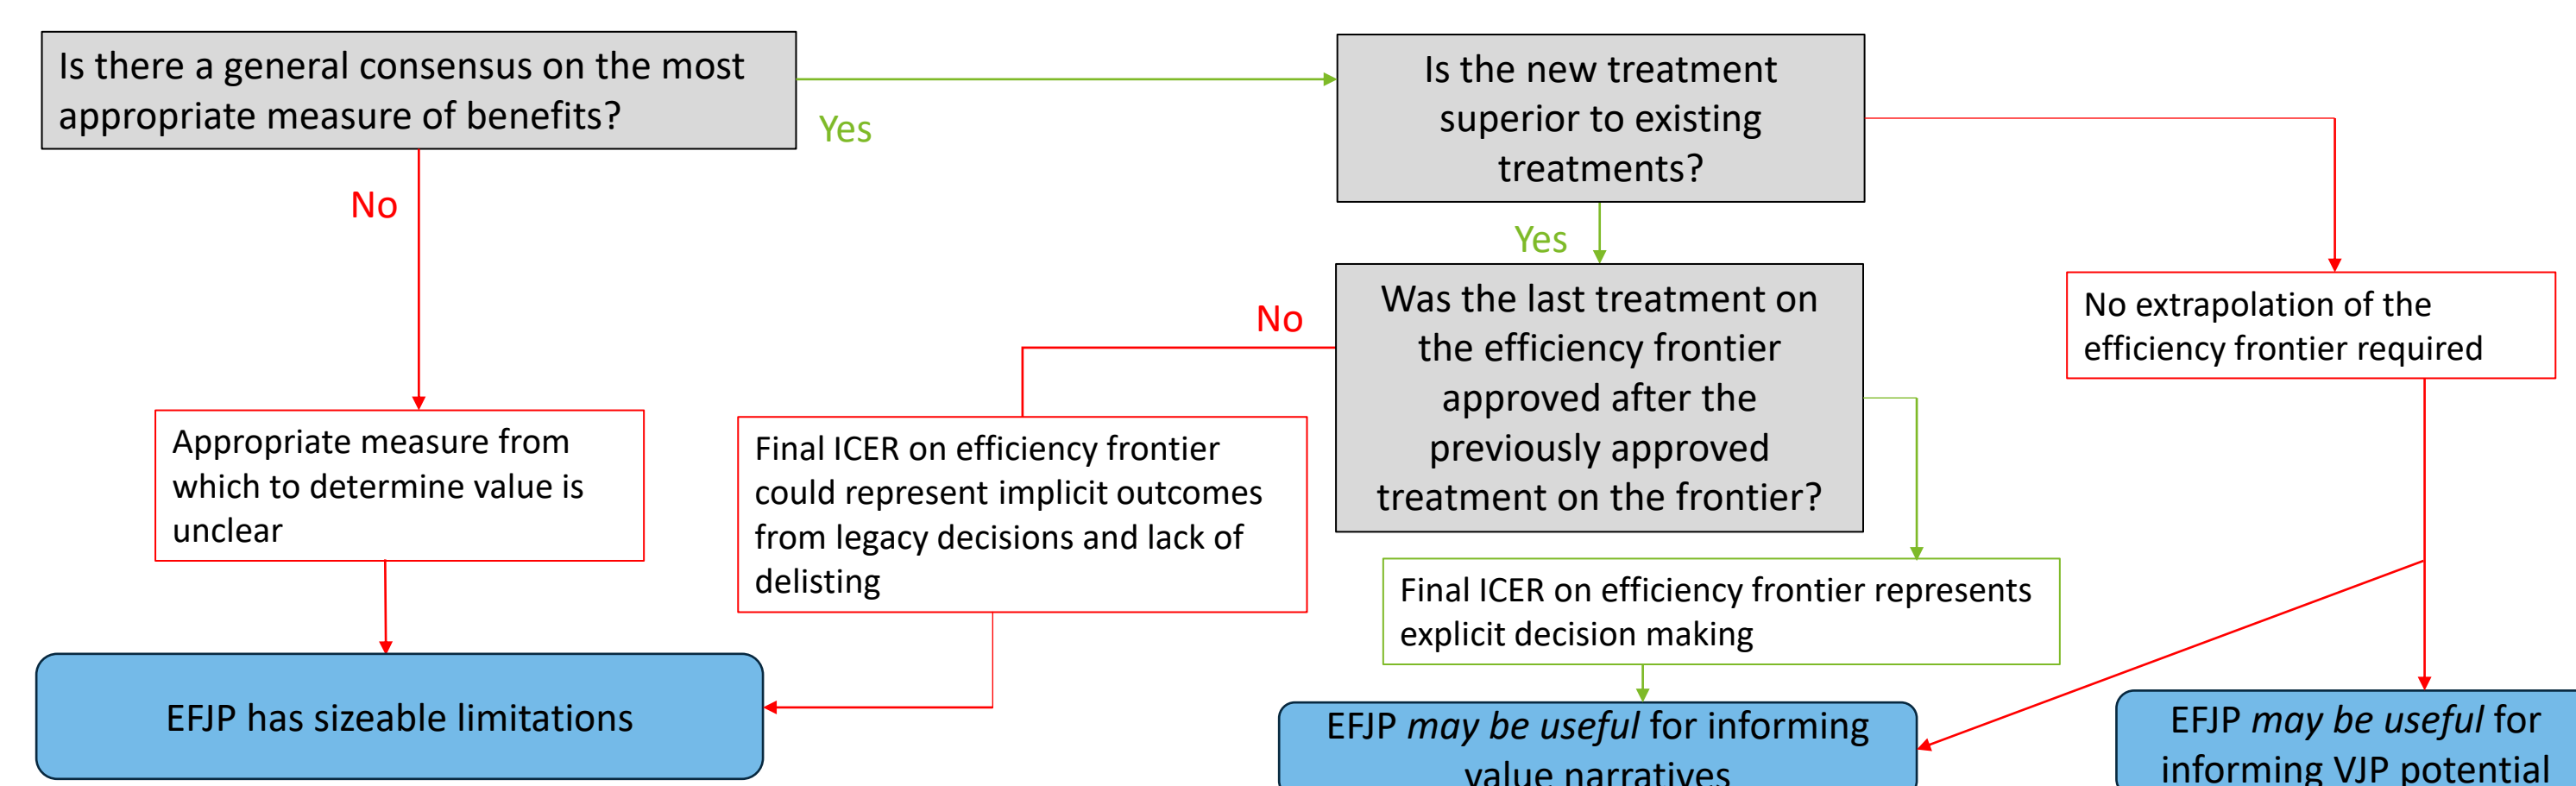 Is there a general consensus on the most
appropriate measure of benefits?
Yes
No
Is the new treatment
superior to existing
treatments?
Yes
Was the last treatment on
the efficiency frontier
approved after the
previously approved
treatment on the frontier?
No
No extrapolation of the
efficiency frontier required
Appropriate measure from
which to determine value is
unclear
Final ICER on efficiency frontier
could represent implicit outcomes
from legacy decisions and lack of
delisting
Final ICER on efficiency frontier represents
explicit decision making
EFJP has sizeable limitations
EFJP may be useful for informing
value narratives
EFJP may be useful for
informing VJP potential